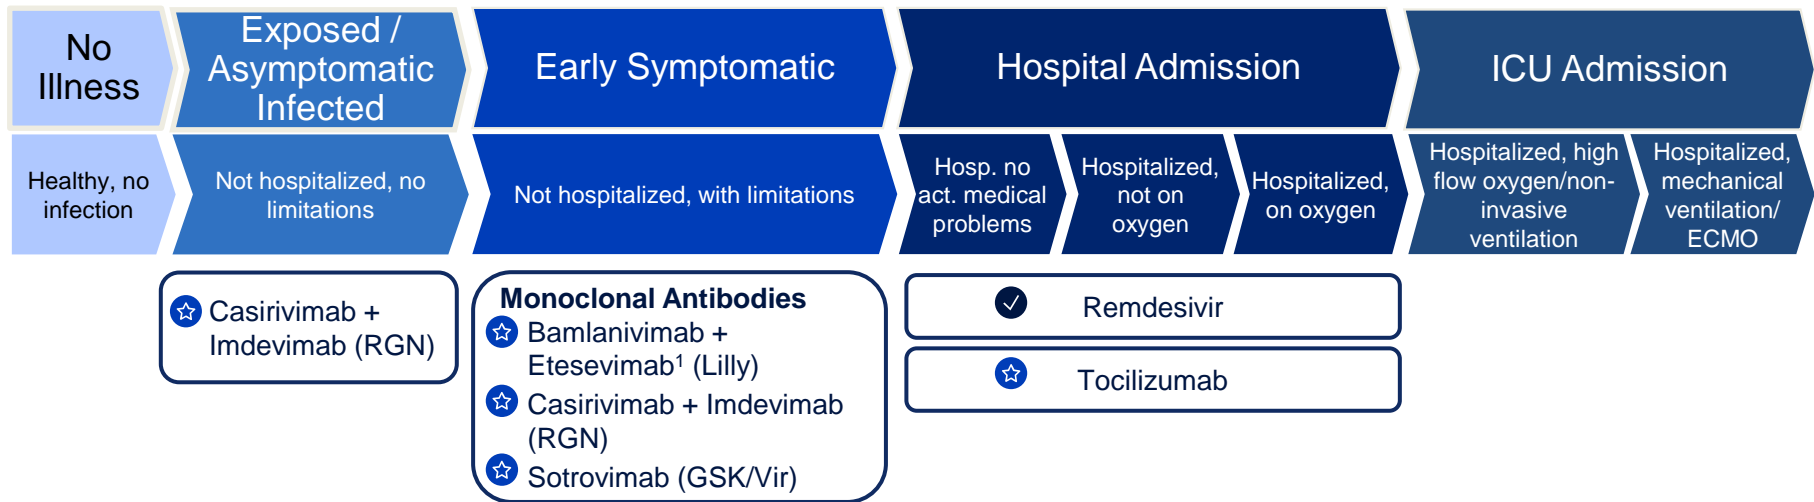 No
Illness
Exposed /
Asymptomatic
Infected
Early Symptomatic
Hospital Admission
ICU Admission
Healthy, no
infection
Not hospitalized, no
limitations
Not hospitalized, with limitations
Hosp. no
act. medical
problems
Hospitalized,
not on
oxygen
Hospitalized,
on oxygen
Hospitalized, high
flow oxygen/non-
invasive
ventilation
Hospitalized,
mechanical
ventilation/
ECMO
Casirivimab +
Imdevimab (RGN)
Monoclonal Antibodies
Bamlanivimab +
Etesevimab¹ (Lilly)
Casirivimab + Imdevimab
(RGN)
Sotrovimab (GSK/Vir)
Remdesivir
Tocilizumab